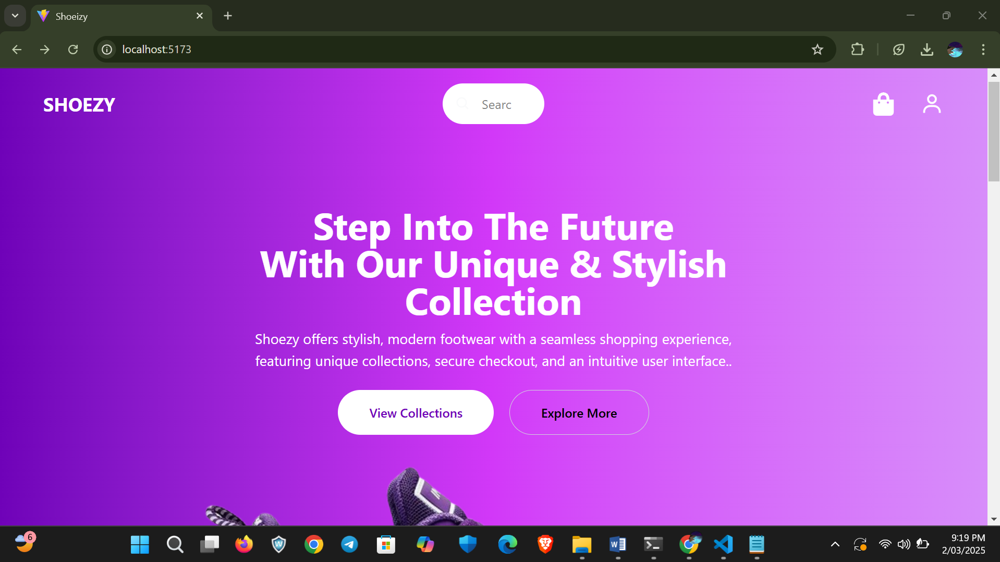 Shoeizy
localhost:5173
SHOEZY
Searc
Step Into The Future
With Our Unique & Stylish
Collection
Shoezy offers stylish, modern footwear with a seamless shopping experience,
featuring unique collections, secure checkout, and an intuitive user interface..
View Collections
Explore More
6
9:19 PM
2/03/2025